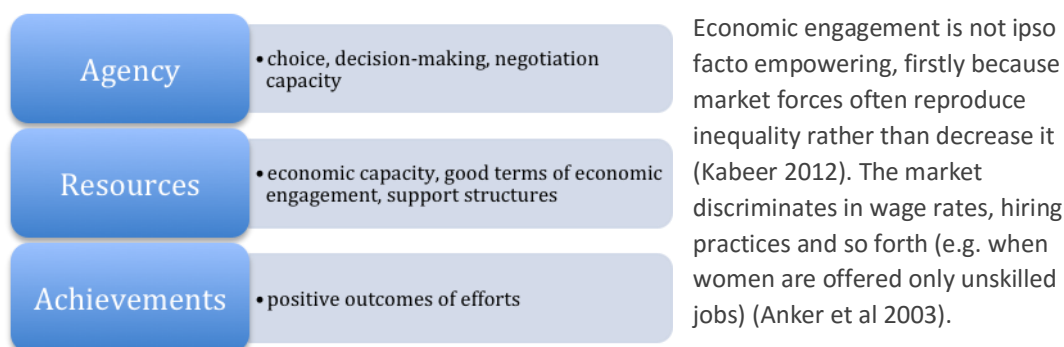 Agency
• choice, decision-making, negotiation
capacity
Resources
• economic capacity, good terms of economic
engagement, support structures
Achievements
• positive outcomes of efforts
Economic engagement is not ipso
facto empowering, firstly because
market forces often reproduce
inequality rather than decrease it
(Kabeer 2012). The market
discriminates in wage rates, hiring
practices and so forth (e.g. when
women are offered only unskilled
jobs) (Anker et al 2003).